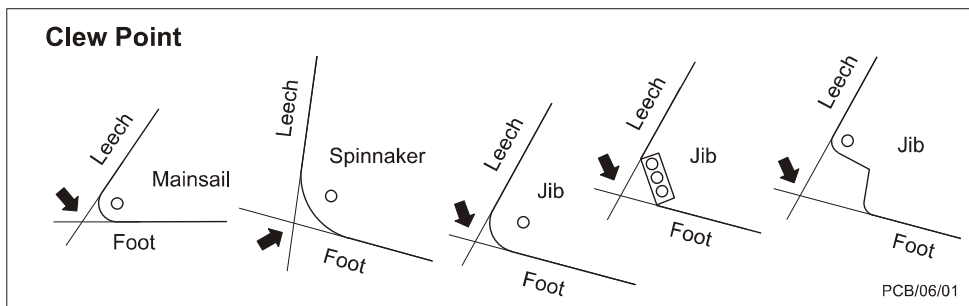 Clew Point
Leech
Mainsail
Foot
Leech
Spinnaker
Foot
Leech
Jib
Foot
Leech
Jib
Foot
Leech
Jib
Foot
PCB/06/01